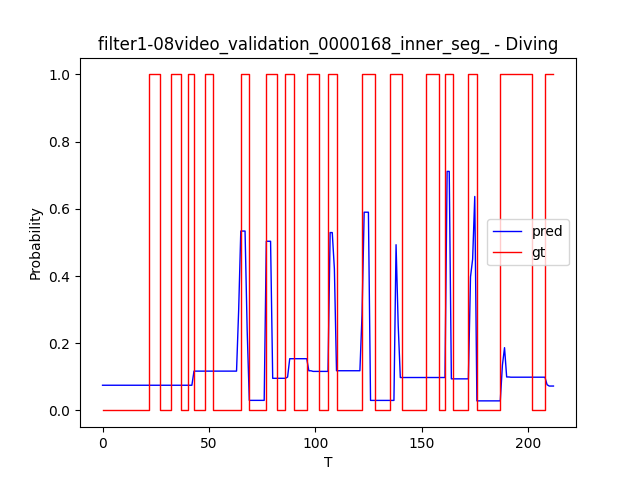 filter1-08video_validation_0000168_inner_seg_ - Diving
1.0
0.8
0.6
0.4
0.2
0.0
Probability
pred
gt
0 50 100 150 200
T